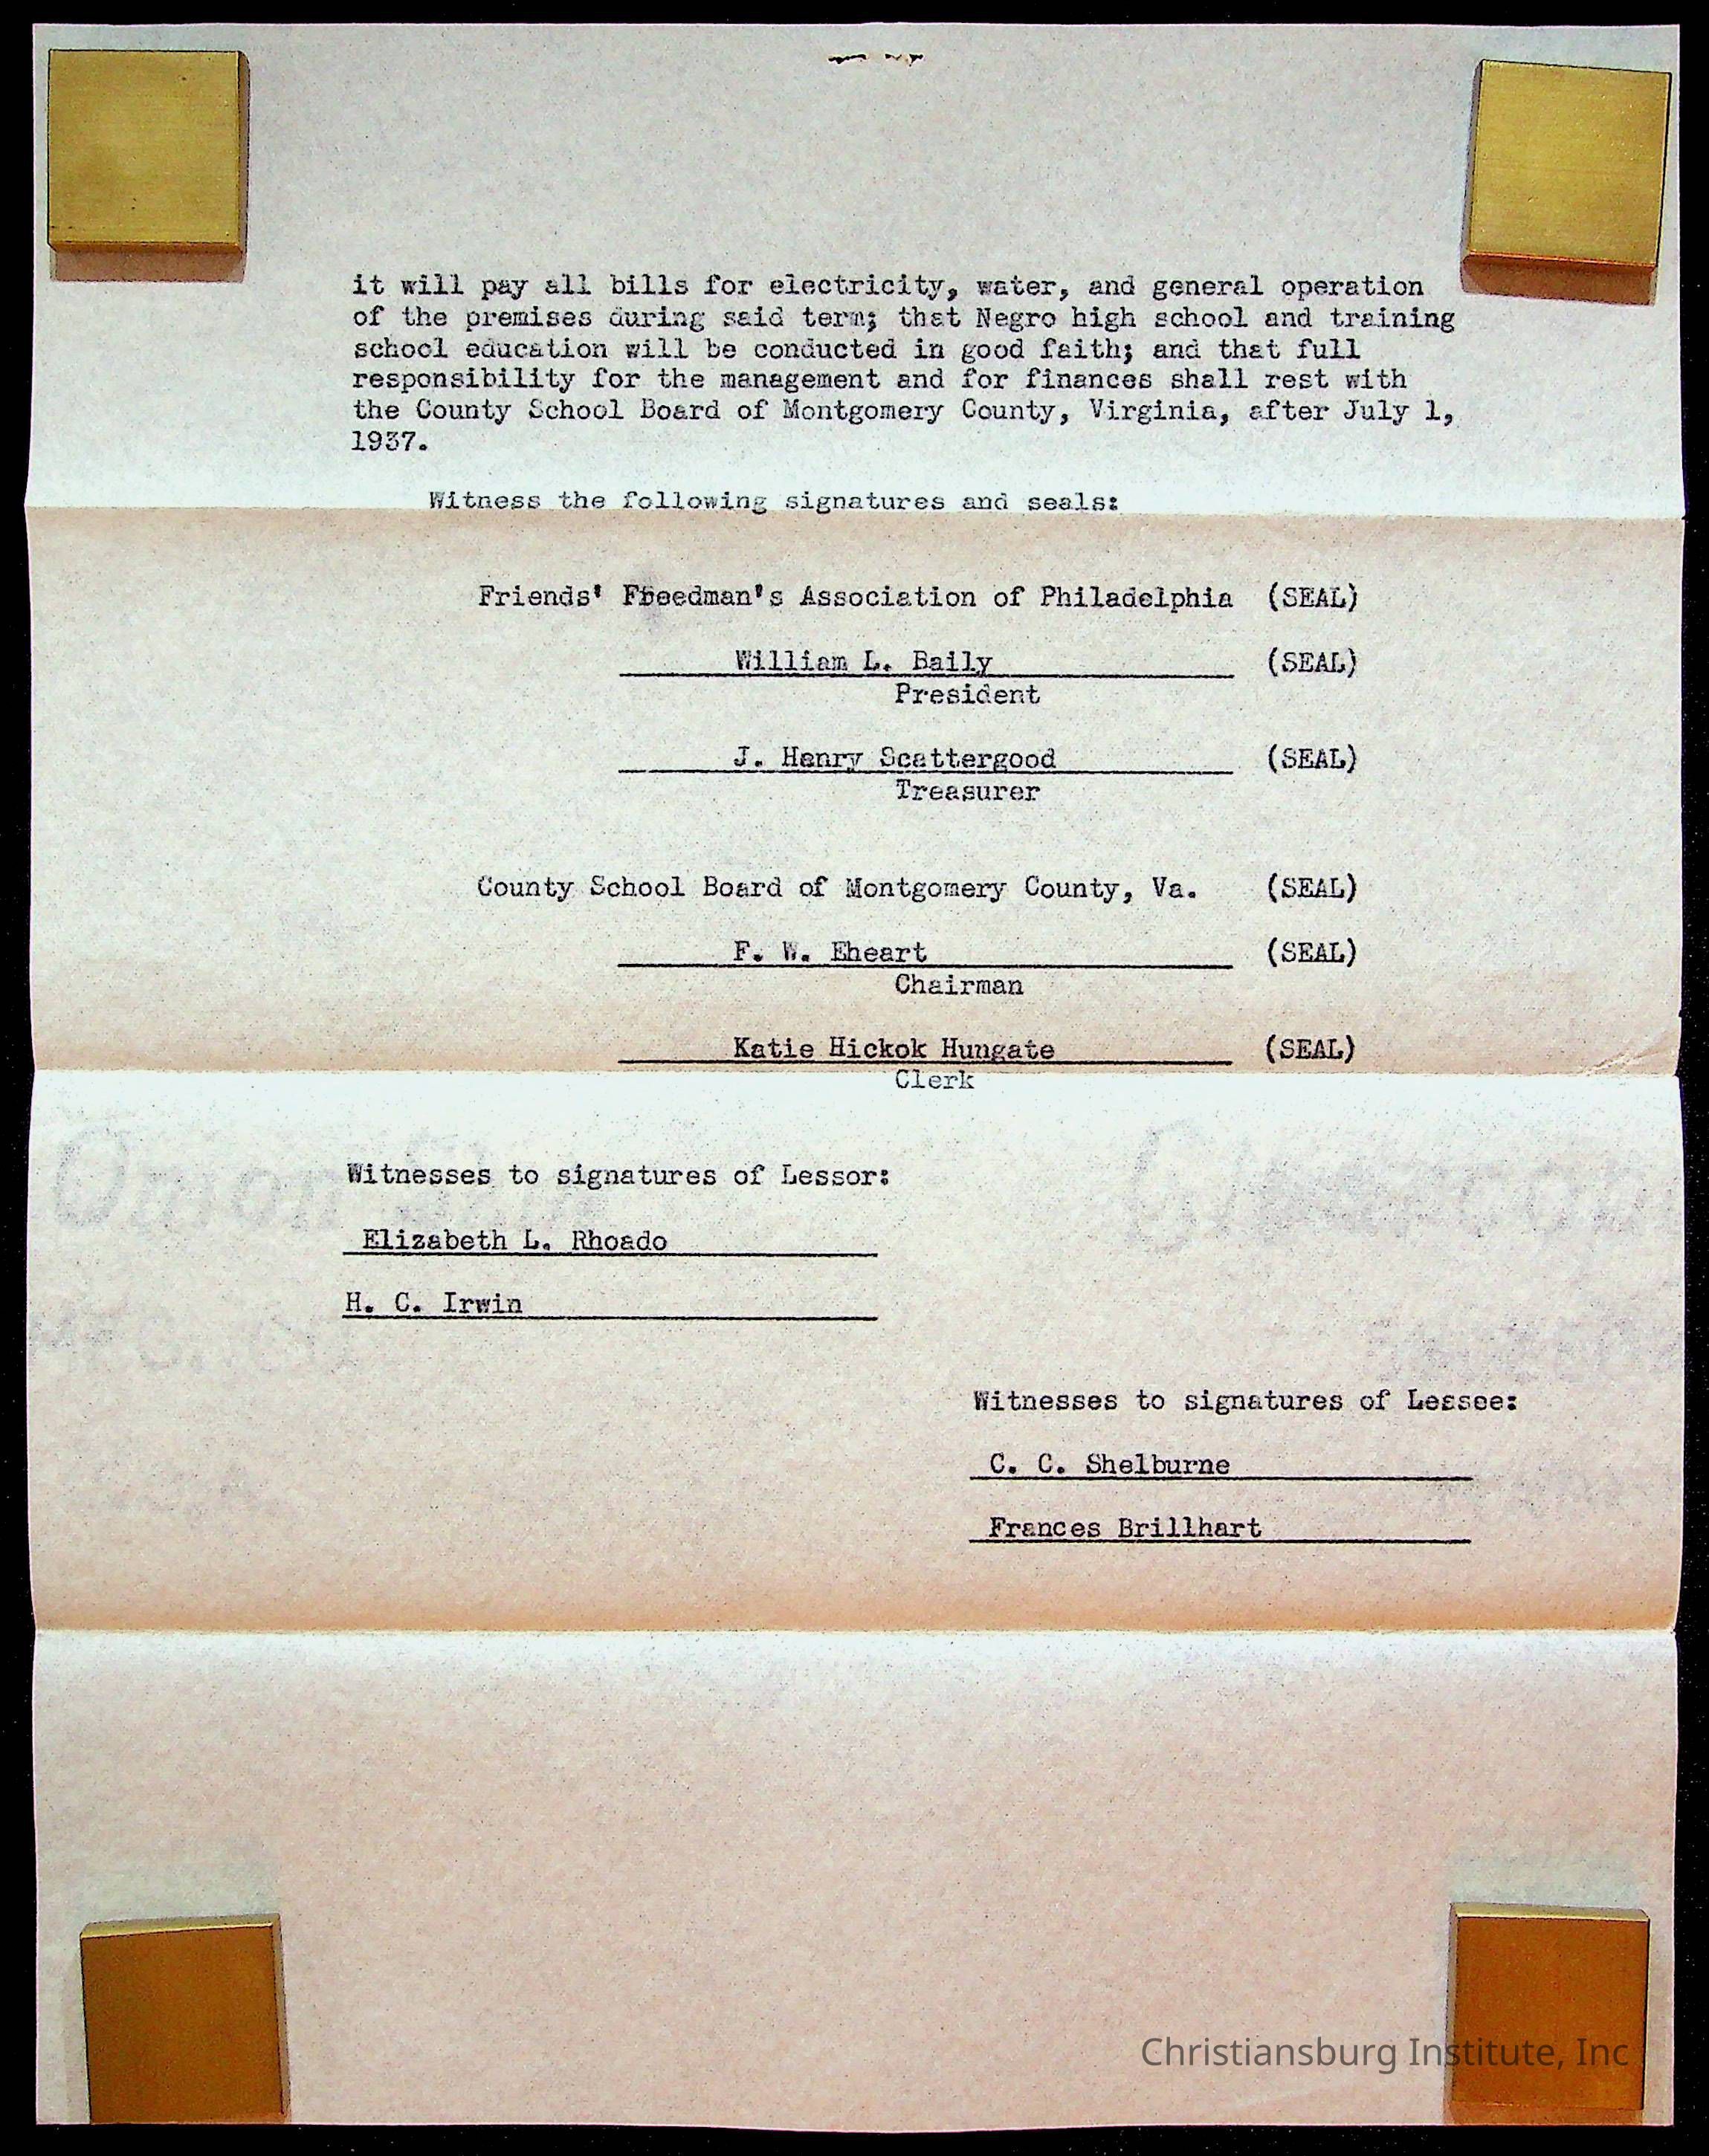 it will pay all bills for electricity, water, and general operation
of the premises during said term; that Negro high school and training
school education will be conducted in good faith; and that full
responsibility for the management and for finances shall rest with
the County School Board of Montgomery County, Virginia, after July 1,
1937.
Witness the following signatures and seals:
Friends' Freedman's Association of Philadelphia (SEAL)
William L. Baily (SEAL)
President
J. Henry Scattergood (SEAL)
Treasurer
County School Board of Montgomery County, Va. (SEAL)
F. W. Eheart (SEAL)
Chairman
Katie Hickok Hungate (SEAL)
Clerk
Witnesses to signatures of Lessor:
Elizabeth L. Rhoado
H. C. Irwin
Witnesses to signatures of Lessee:
C. C. Shelburne
Frances Brillhart
Christiansburg Institute, Inc